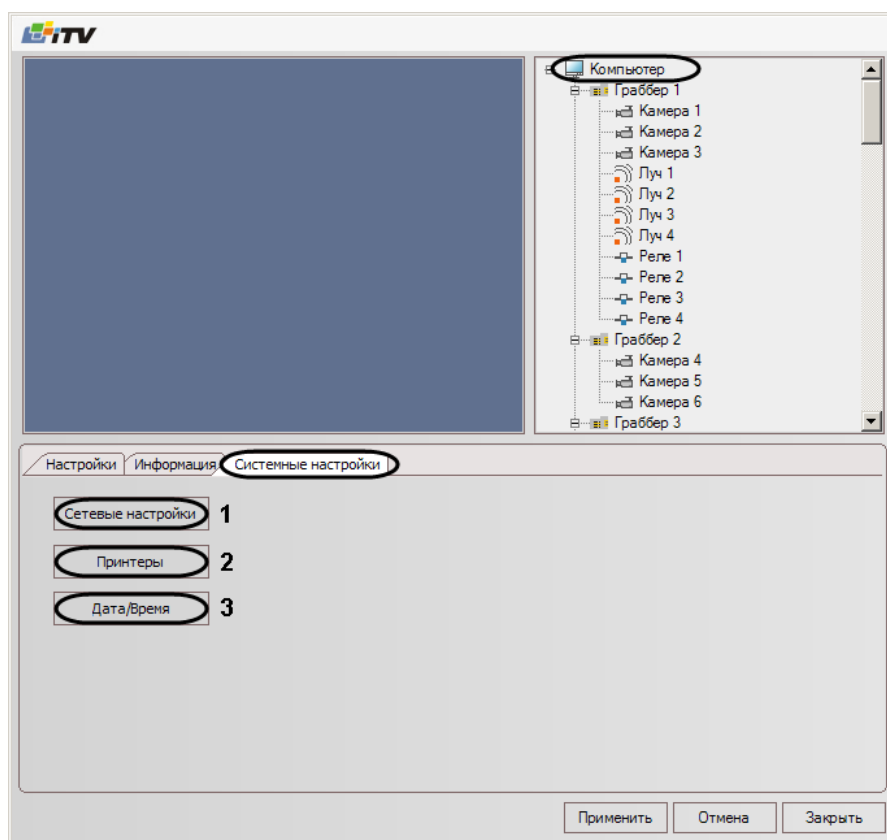 iTV
Компьютер
Граббер 1
Камера 1
Камера 2
Камера 3
Луч 1
Луч 2
Луч 3
Луч 4
Реле 1
Реле 2
Реле 3
Реле 4
Граббер 2
Камера 4
Камера 5
Камера 6
Граббер 3
Настройки Информация Системные настройки
Сетевые настройки 1
Принтеры 2
Дата/Время 3
Применить Отмена Закрыть